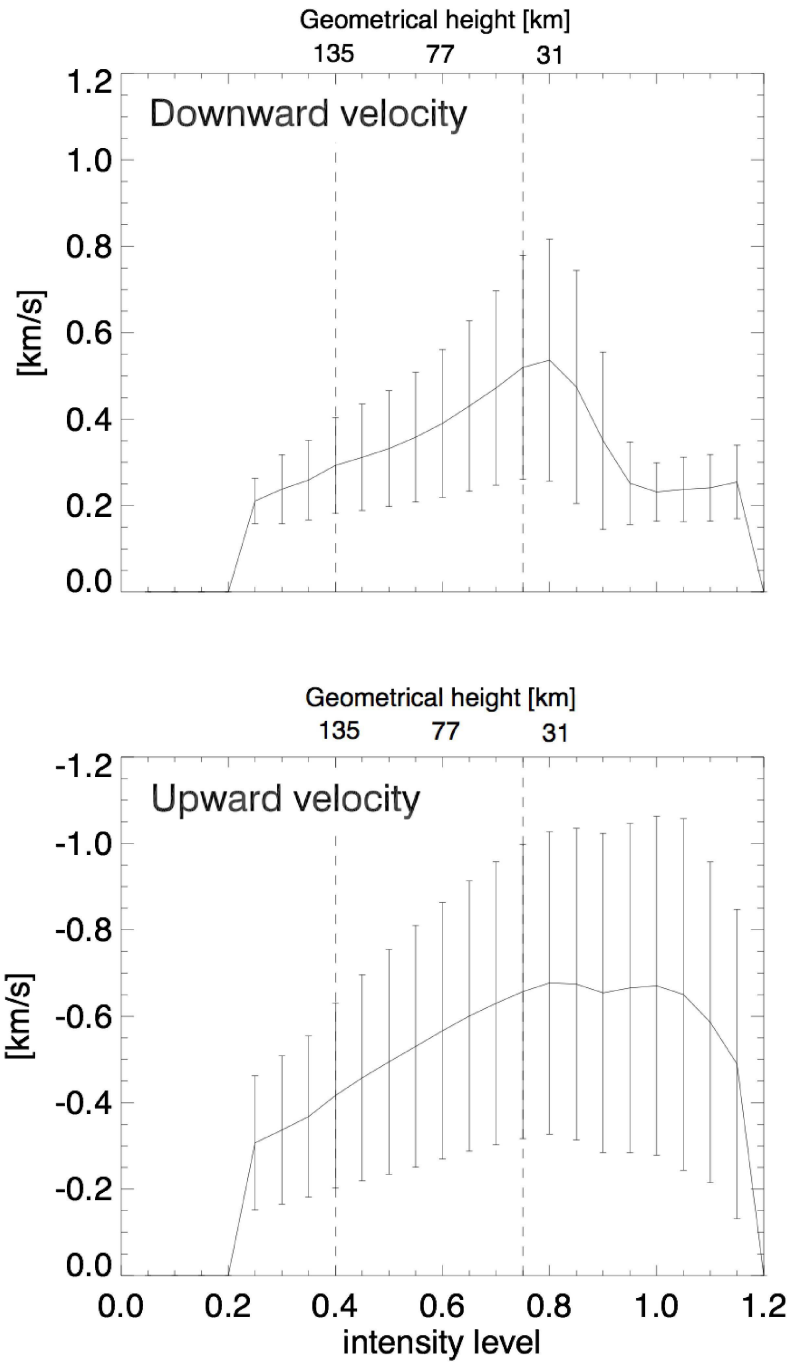 Geometrical height [km]
135 77 31
Downward velocity
1.2
1.0
0.8
0.6
0.4
0.2
0.0
[km/s]
Geometrical height [km]
135 77 31
Upward velocity
-1.2
-1.0
-0.8
-0.6
-0.4
-0.2
0.0
[km/s]
0.0 0.2 0.4 0.6 0.8 1.0 1.2
intensity level